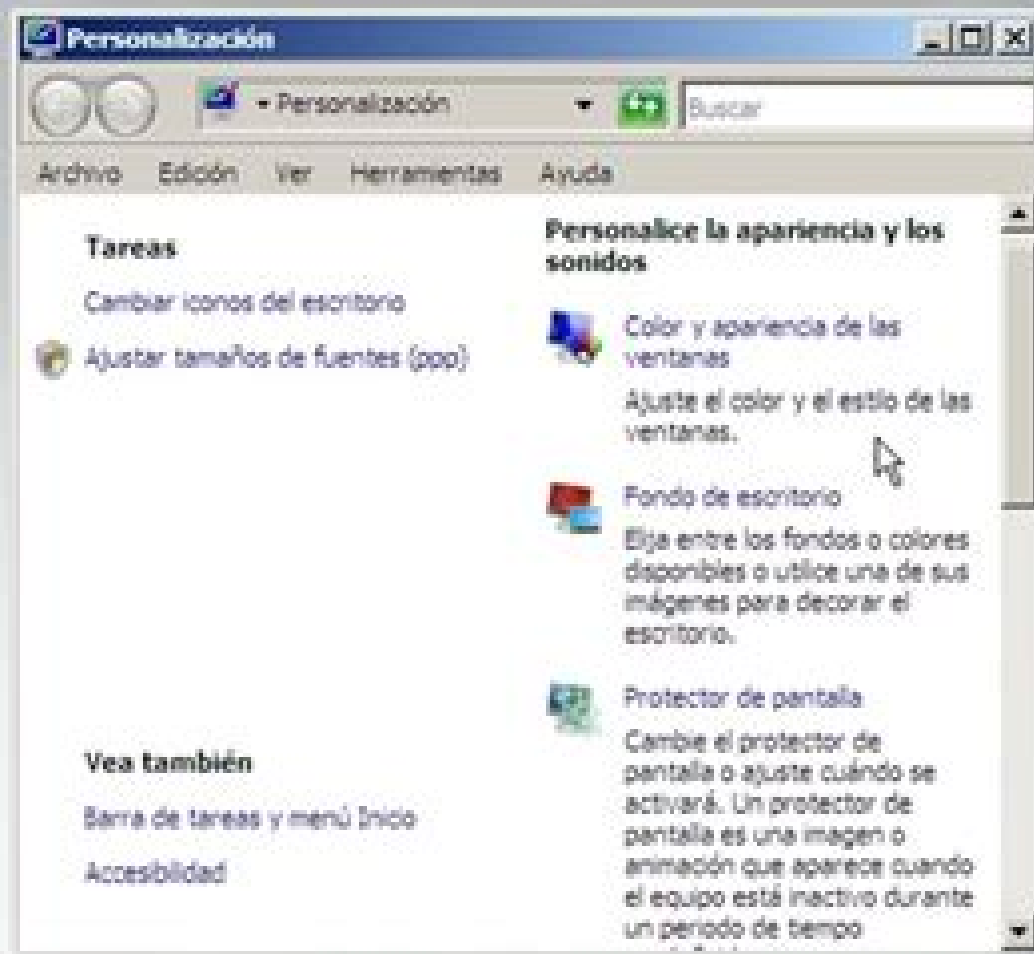 Personalización
Personalización
Buscar
Archivo Edición Ver Herramientas Ayuda
Tareas
Cambiar iconos del escritorio
Ajustar tamaños de fuentes (ppp)
Vea también
Barra de tareas y menú Inicio
Accesibilidad
Personalice la apariencia y los
sonidos
Color y apariencia de las
ventanas
Ajuste el color y el estilo de las
ventanas.
Fondo de escritorio
Elija entre los fondos o colores
disponibles o utilice una de sus
imágenes para decorar el
escritorio.
Protector de pantalla
Cambie el protector de
pantalla o ajuste cuándo se
activará. Un protector de
pantalla es una imagen o
animación que aparece cuando
el equipo está inactivo durante
un periodo de tiempo